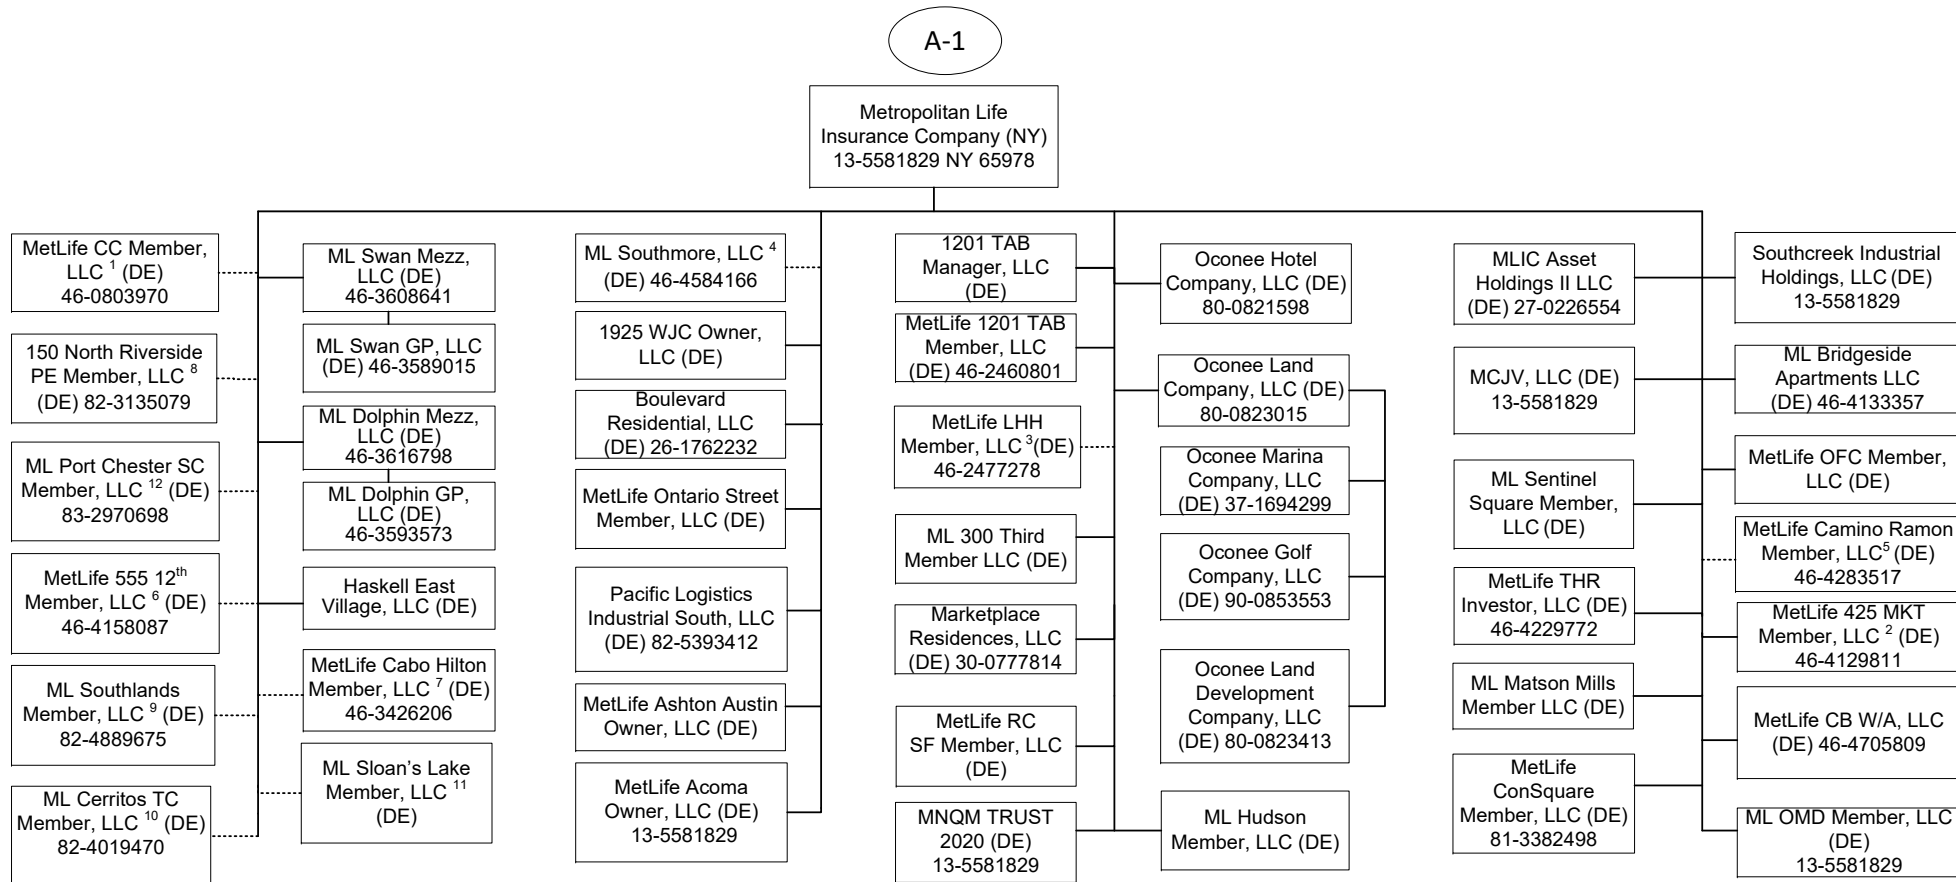 A-1
Metropolitan Life
Insurance Company (NY)
13-5581829 NY 65978
MetLife CC Member,
LLC 1 (DE)
46-0803970
150 North Riverside
PE Member, LLC 8
(DE) 82-3135079
ML Port Chester SC
Member, LLC 12 (DE)
83-2970698
MetLife 555 12th
Member, LLC 6 (DE)
46-4158087
ML Southlands
Member, LLC 9 (DE)
82-4889675
ML Cerritos TC
Member, LLC 10 (DE)
82-4019470
ML Swan Mezz,
LLC (DE)
46-3608641
ML Swan GP, LLC
(DE) 46-3589015
ML Dolphin Mezz,
LLC (DE)
46-3616798
ML Dolphin GP,
LLC (DE)
46-3593573
Haskell East
Village, LLC (DE)
MetLife Cabo Hilton
Member, LLC 7 (DE)
46-3426206
ML Sloan's Lake
Member, LLC 11
(DE)
ML Southmore, LLC 4
(DE) 46-4584166
1925 WJC Owner,
LLC (DE)
Boulevard
Residential, LLC
(DE) 26-1762232
MetLife Ontario Street
Member, LLC (DE)
Pacific Logistics
Industrial South, LLC
(DE) 82-5393412
MetLife Ashton Austin
Owner, LLC (DE)
MetLife Acoma
Owner, LLC (DE)
13-5581829
1201 TAB
Manager, LLC
(DE)
MetLife 1201 TAB
Member, LLC
(DE) 46-2460801
MetLife LHH
Member, LLC 3(DE)
46-2477278
ML 300 Third
Member LLC (DE)
Marketplace
Residences, LLC
(DE) 30-0777814
MetLife RC
SF Member, LLC
(DE)
MNQM TRUST
2020 (DE)
13-5581829
Oconee Hotel
Company, LLC (DE)
80-0821598
Oconee Land
Company, LLC (DE)
80-0823015
Oconee Marina
Company, LLC
(DE) 37-1694299
Oconee Golf
Company, LLC
(DE) 90-0853553
Oconee Land
Development
Company, LLC
(DE) 80-0823413
ML Hudson
Member, LLC (DE)
MLIC Asset
Holdings II LLC
(DE) 27-0226554
MCJV, LLC (DE)
13-5581829
ML Sentinel
Square Member,
LLC (DE)
MetLife THR
Investor, LLC (DE)
46-4229772
ML Matson Mills
Member LLC (DE)
MetLife
ConSquare
Member, LLC (DE)
81-3382498
Southcreek Industrial
Holdings, LLC (DE)
13-5581829
ML Bridgeside
Apartments LLC
(DE) 46-4133357
MetLife OFC Member,
LLC (DE)
MetLife Camino Ramon
Member, LLC5 (DE)
46-4283517
MetLife 425 MKT
Member, LLC 2 (DE)
46-4129811
MetLife CB W/A, LLC
(DE) 46-4705809
ML OMD Member, LLC
(DE)
13-5581829